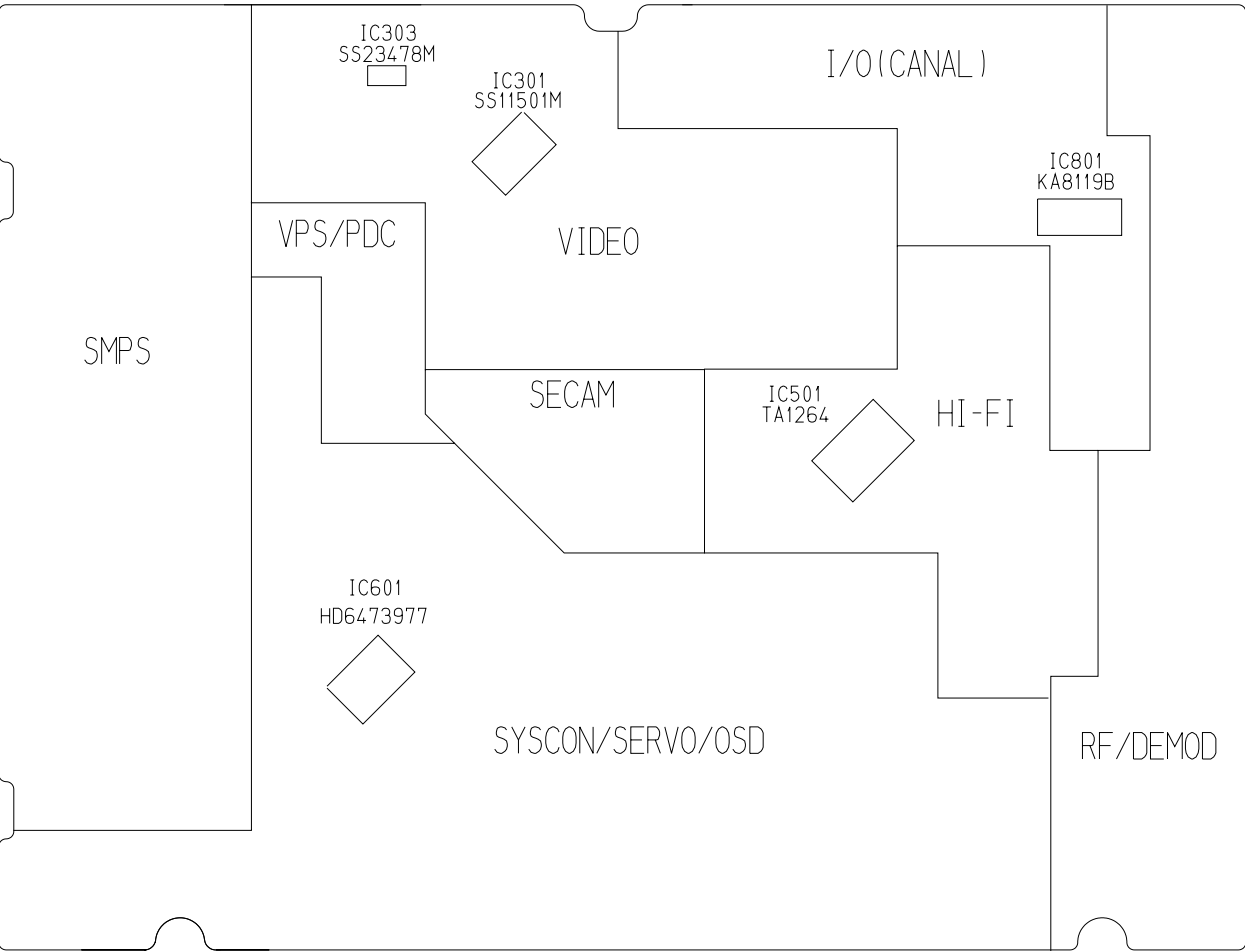 IC303
SS23478M
IC301
SS11501M
I/O(CANAL)
IC801
KA8119B
VPS/PDC
VIDEO
SMPS
SECAM
IC501
TA1264
HI-FI
IC601
HD6473977
SYSCON/SERVO/OSD
RF/DEMOD